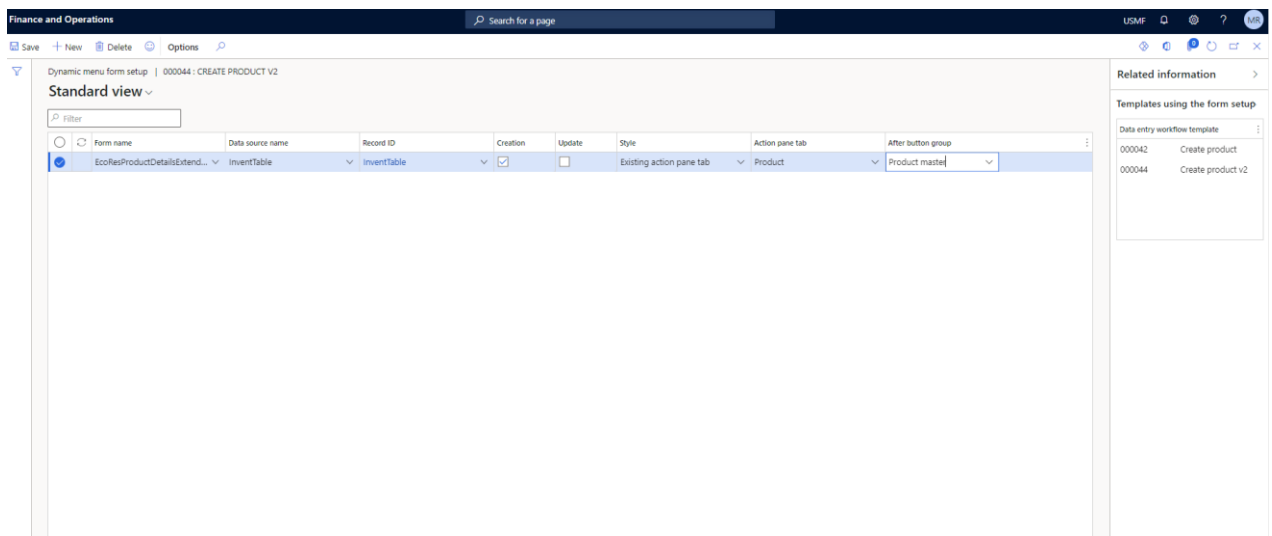 Finance and Operations
Search for a page
USMF
?
MR
Save New Delete Options
0
Dynamic menu form setup | 000044 : CREATE PRODUCT V2
Standard view
Filter
Form name Data source name Record ID Creation Update Style Action pane tab After button group
EcoResProductDetailsExtend... InventTable InventTable Existing action pane tab Product Product master
Related information
Templates using the form setup
Data entry workflow template
000042 Create product
000044 Create product v2